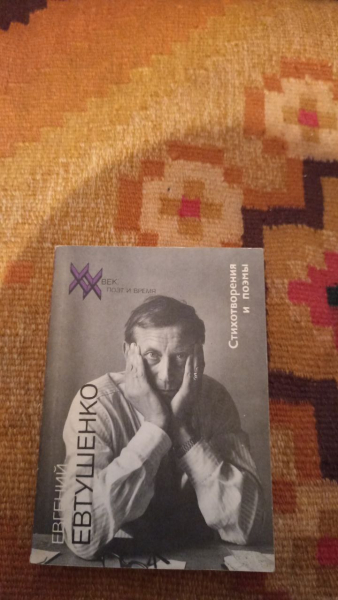 XX
ВЕК
ПОЭТ И ВРЕМЯ
Стихотворения
и поэмы
ЕВГЕНИЙ
ЕВТУШЕНКО